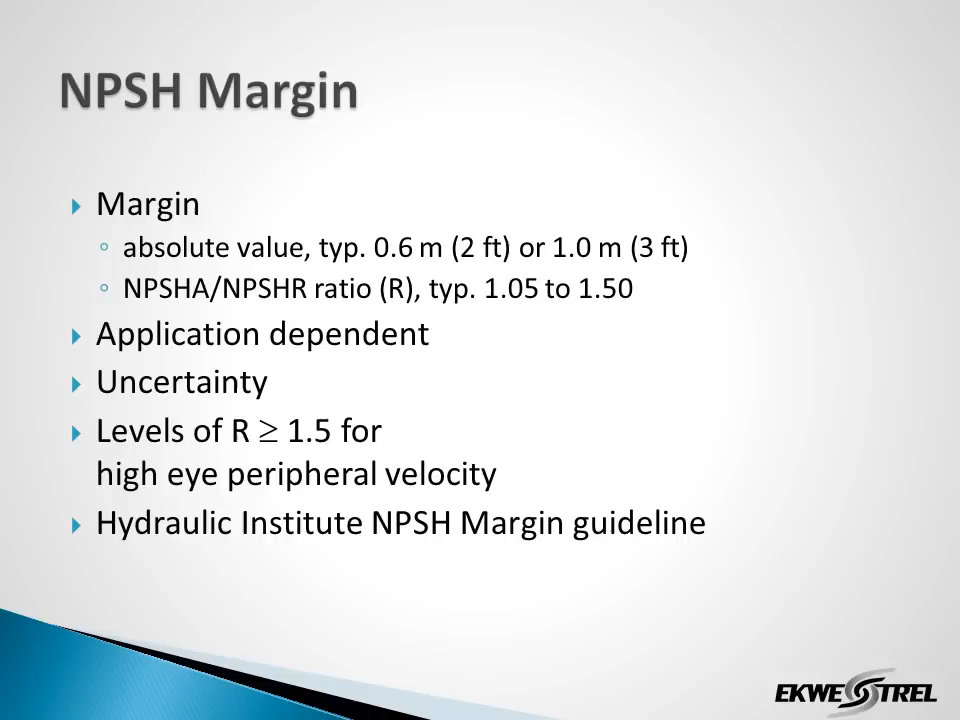 NPSH Margin
Margin
absolute value, typ. 0.6 m (2 ft) or 1.0 m (3 ft)
NPSHA/NPSHR ratio (R), typ. 1.05 to 1.50
Application dependent
Uncertainty
Levels of R ≥ 1.5 for
high eye peripheral velocity
Hydraulic Institute NPSH Margin guideline
EKWESTREL